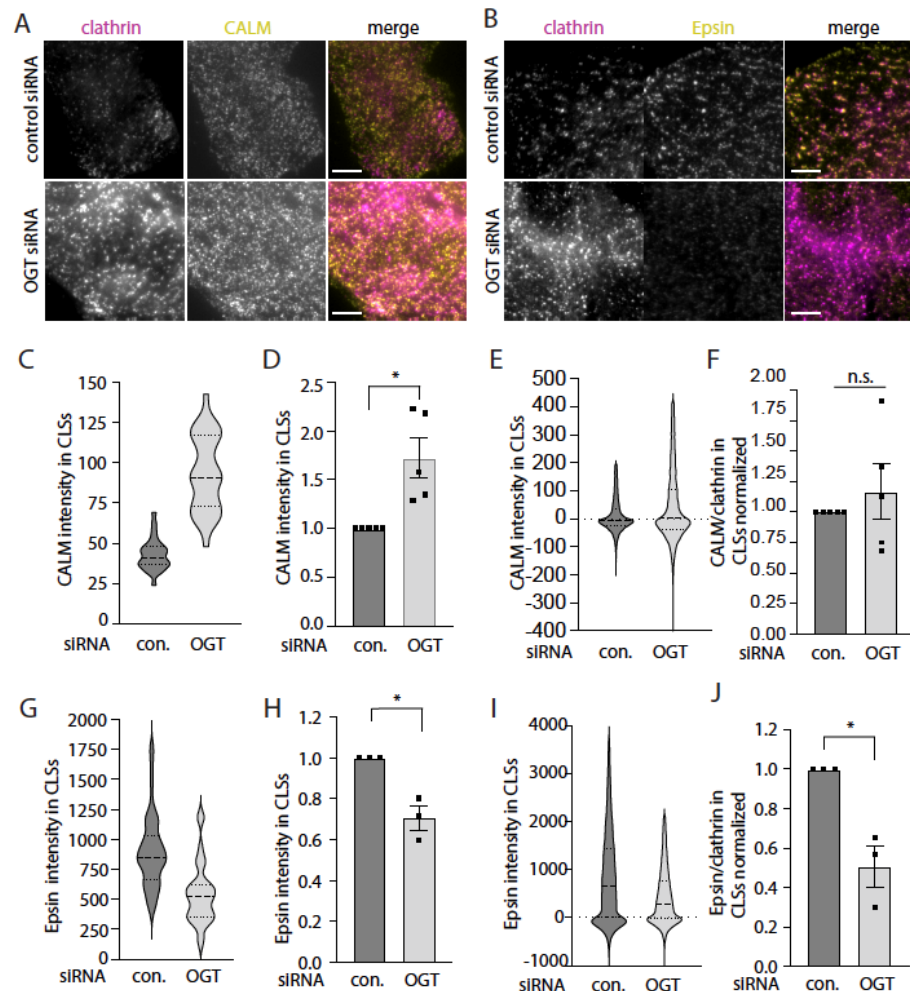 A
clathrin
CALM
merge
control siRNA
OGT siRNA
B
clathrin
Epsin
merge
control siRNA
OGT siRNA
C
CALM intensity in CLSs
150
125
100
75
50
25
0
siRNA con. OGT
D
CALM intensity in CLSs
2.5
2.0
1.5
1.0
0.5
0.0
*
siRNA con. OGT
E
CALM intensity in CLSs
500
400
300
200
100
0
-100
-200
-300
-400
siRNA con. OGT
F
CALM/clathrin in
CLSs normalized
2.00
1.75
1.50
1.25
1.00
0.75
0.50
0.25
0.00
n.s.
con. OGT
G
Epsin intensity in CLSs
2000
1750
1500
1250
1000
750
500
250
0
siRNA con. OGT
H
Epsin intensity in CLSs
1.2
1.0
0.8
0.6
0.4
0.2
0.0
*
siRNA con. OGT
I
Epsin intensity in CLSs
4000
3000
2000
1000
0
-1000
siRNA con. OGT
J
Epsin/clathrin in
CLSs normalized
1.2
1.0
0.8
0.6
0.4
0.2
0.0
*
siRNA con. OGT